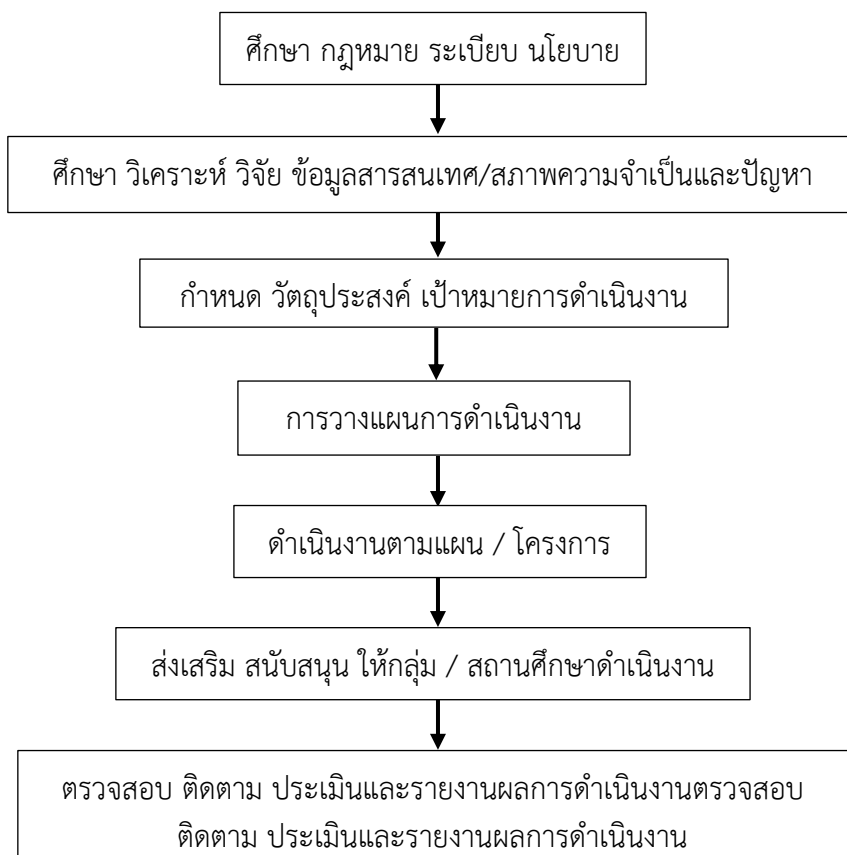 ศึกษา กฎหมาย ระเบียบ นโยบาย
ศึกษา วิเคราะห์ วิจัย ข้อมูลสารสนเทศ/สภาพความจำเป็นและปัญหา
กำหนด วัตถุประสงค์ เป้าหมายการดำเนินงาน
การวางแผนการดำเนินงาน
ดำเนินงานตามแผน / โครงการ
ส่งเสริม สนับสนุน ให้กลุ่ม / สถานศึกษาดำเนินงาน
ตรวจสอบ ติดตาม ประเมินและรายงานผลการดำเนินงานตรวจสอบ
ติดตาม ประเมินและรายงานผลการดำเนินงาน